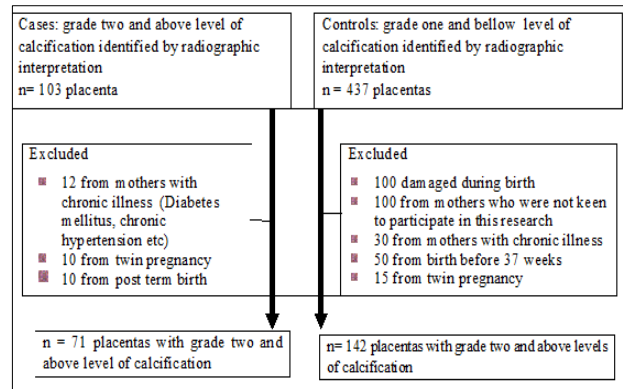 Cases: grade two and above level of
calcification identified by radiographic
interpretation
n= 103 placenta
Controls: grade one and bellow level of
calcification identified by radiographic
interpretation
n = 437 placentas
Excluded
12 from mothers with
chronic illness (Diabetes
mellitus, chronic
hypertension etc)
10 from twin pregnancy
10 from post term birth
Excluded
100 damaged during birth
100 from mothers who were not keen
to participate in this research
30 from mothers with chronic illness
50 from birth before 37 weeks
15 from twin pregnancy
n = 71 placentas with grade two and
above level of calcification
n= 142 placentas with grade two and above levels
of calcification